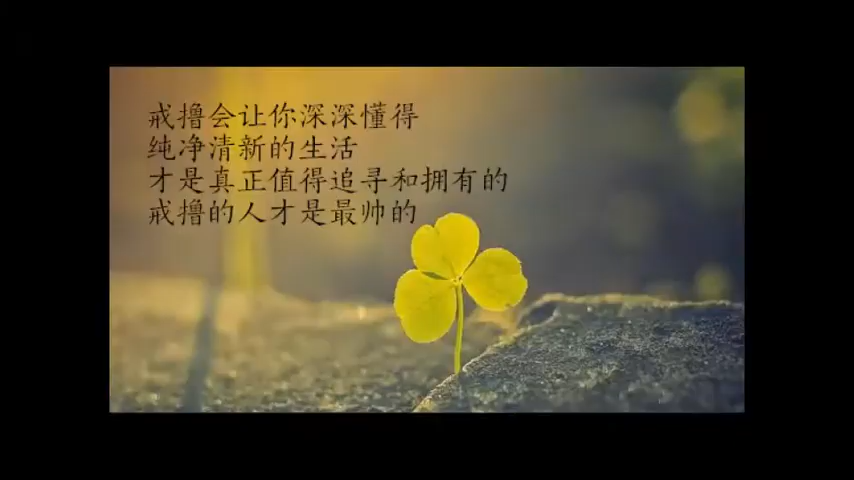 戒撸会让你深深懂得
纯净清新的生活
才是真正值得追寻和拥有的
戒撸的人才是最帅的